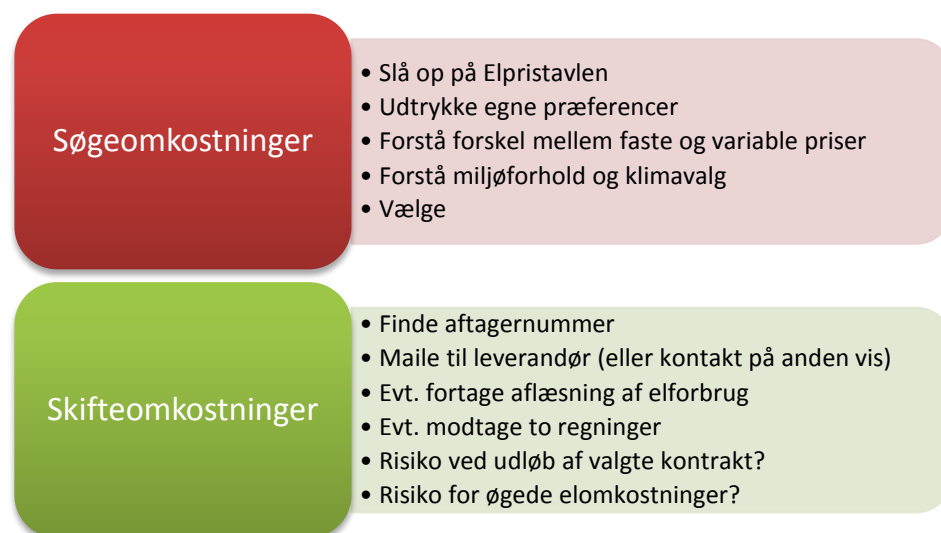 Søgeomkostninger
• Slå op på Elpristavlen
• Udtrykke egne præferencer
• Forstå forskel mellem faste og variable priser
• Forstå miljøforhold og klimavalg
• Vælge
Skifteomkostninger
• Finde aftagernummer
• Maile til leverandør (eller kontakt på anden vis)
• Evt. fortage aflæsning af elforbrug
• Evt. modtage to regninger
• Risiko ved udløb af valgte kontrakt?
• Risiko for øgede elomkostninger?